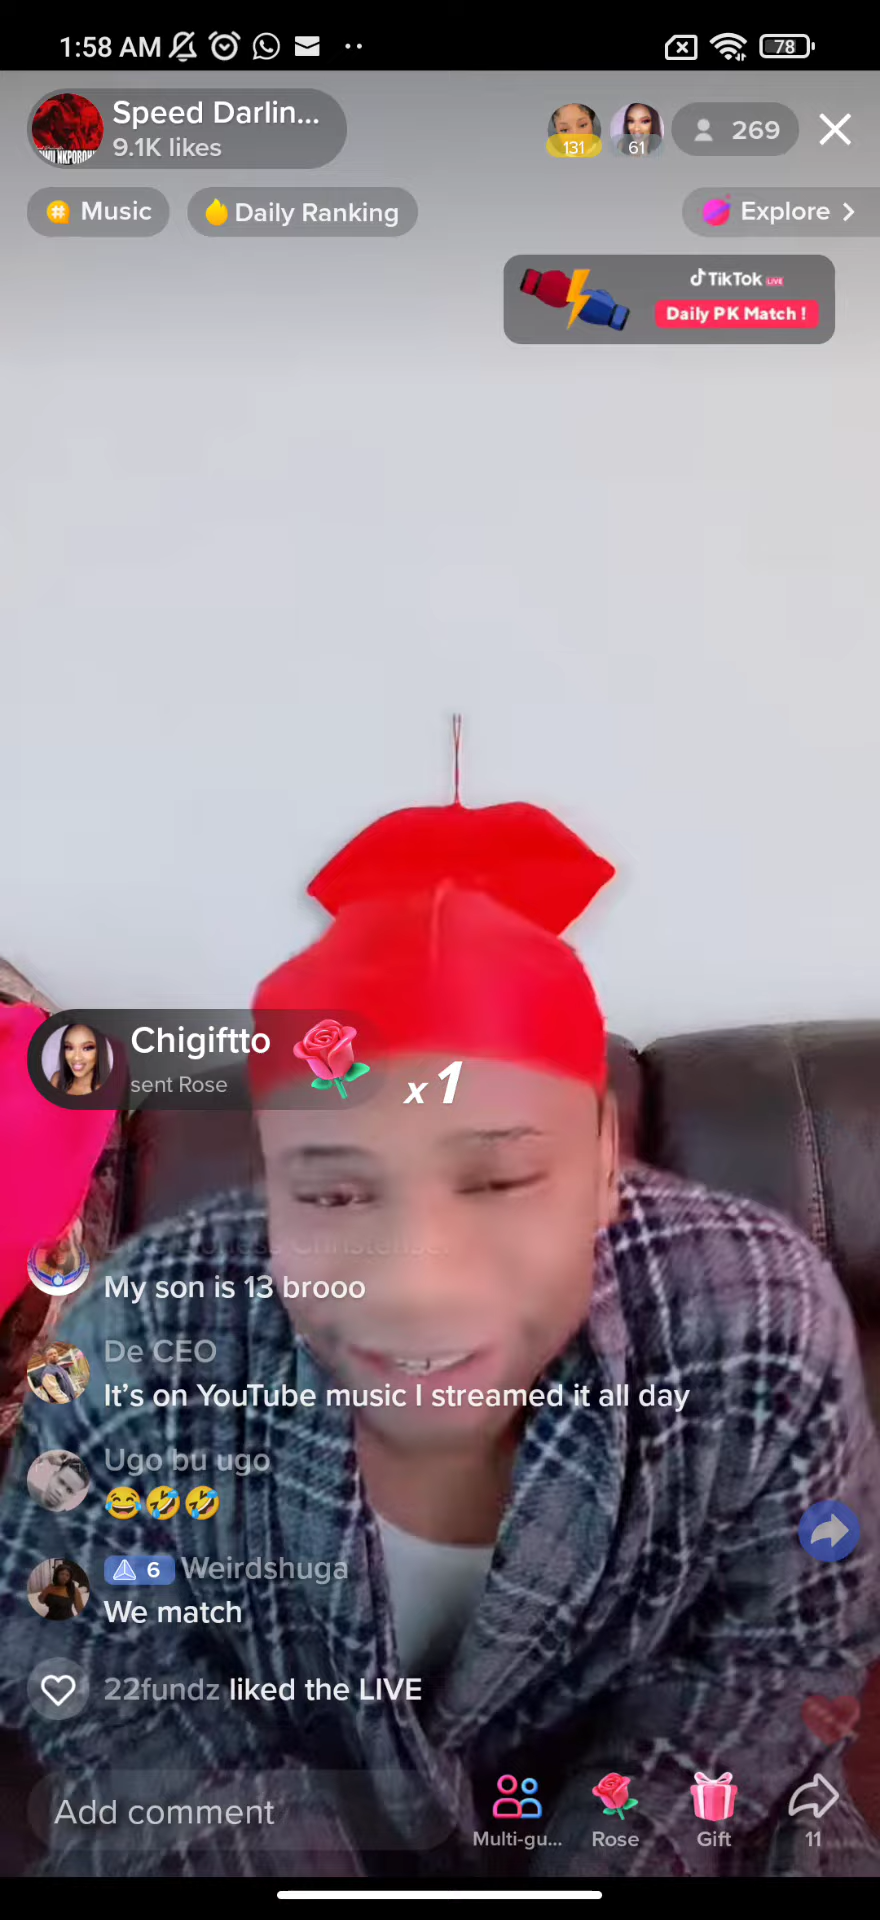 1:58 AM
78
Speed Darlin...
9.1K likes
131
61
269
Music
Daily Ranking
Explore
TikTok LIVE
Daily PK Match !
Chigiftto
sent Rose
x1
My son is 13 brooo
De CEO
It's on YouTube music I streamed it all day
Ugo bu ugo
😂🤣🤣
6 Weirdshuga
We match
22fundz liked the LIVE
Add comment
Multi-gu...
Rose
Gift
11